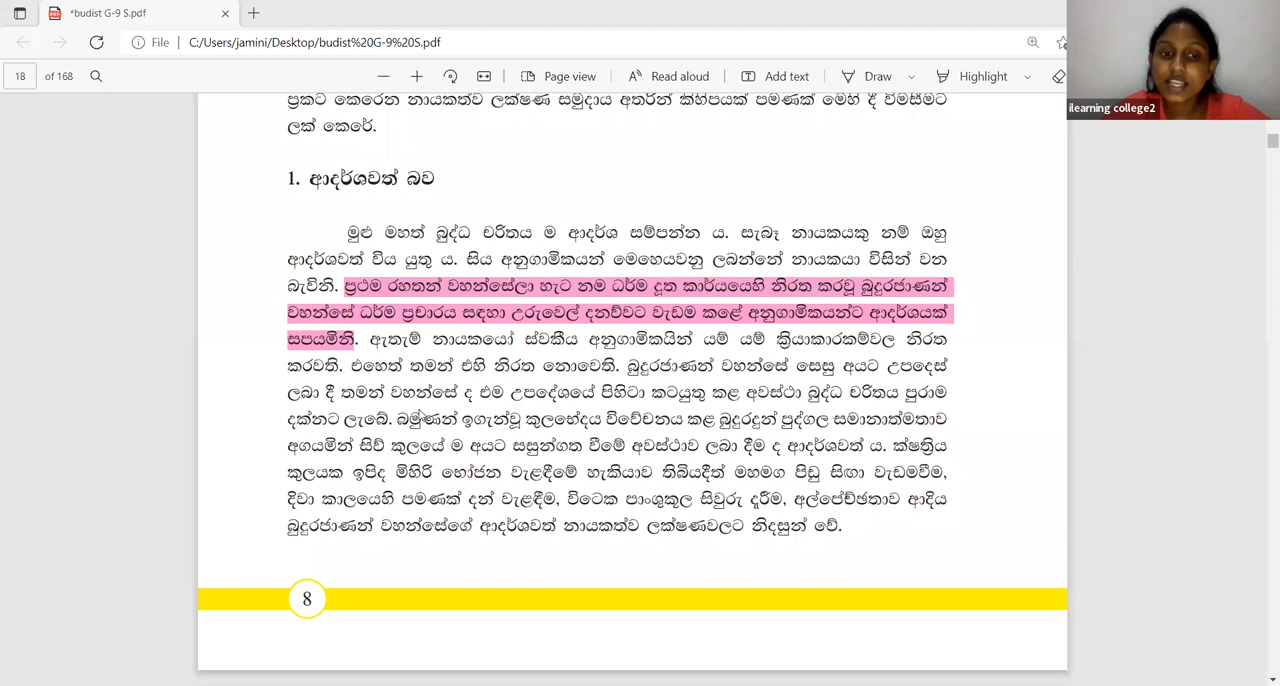 *budist G-9 S.pdf
File C:/Users/jamini/Desktop/budist%20G-9%20S.pdf
18 of 168 Page view Read aloud Add text Draw Highlight
ilearning college2
ප්‍රකට කෙරෙන නායකත්ව ලක්ෂණ සමුදාය අතරින් කිහිපයක් පමණක් මෙහි දී විමසීමට
ලක් කෙරේ.
1. ආදර්ශවත් බව
මුළු මහත් බුද්ධ චරිතය ම ආදර්ශ සම්පන්න ය. සැබෑ නායකයකු නම් ඔහු
ආදර්ශවත් විය යුතු ය. සිය අනුගාමිකයන් මෙහෙයවනු ලබන්නේ නායකයා විසින් වන
බැවිනි. ප්‍රථම රහතන් වහන්සේලා හැට නම ධර්ම දූත කාර්යයෙහි නිරත කරවූ බුදුරජාණන්
වහන්සේ ධර්ම ප්‍රචාරය සඳහා උරුවෙල් දනව්වට වැඩම කළේ අනුගාමිකයන්ට ආදර්ශයක්
සපයමිනි. ඇතැම් නායකයෝ ස්වකීය අනුගාමිකයින් යම් යම් ක්‍රියාකාරකම්වල නිරත
කරවති. එහෙත් තමන් එහි නිරත නොවෙති. බුදුරජාණන් වහන්සේ සෙසු අයට උපදෙස්
ලබා දී තමන් වහන්සේ ද එම උපදේශයේ පිහිටා කටයුතු කළ අවස්ථා බුද්ධ චරිතය පුරාම
දක්නට ලැබේ. බමුණන් ඉගැන්වූ කුලභේදය විවේචනය කළ බුදුරදුන් පුද්ගල සමානාත්මතාව
අගයමින් සිව් කුලයේ ම අයට සසුන්ගත වීමේ අවස්ථාව ලබා දීම ද ආදර්ශවත් ය. ක්ෂත්‍රිය
කුලයක ඉපිද මිහිරි භෝජන වැළඳීමේ හැකියාව තිබියදීත් මහමග පිඬු සිඟා වැඩමවීම,
දිවා කාලයෙහි පමණක් දන් වැළඳීම, විටෙක පාංශුකූල සිවුරු දැරීම, අල්පේච්ඡතාව ආදිය
බුදුරජාණන් වහන්සේගේ ආදර්ශවත් නායකත්ව ලක්ෂණවලට නිදසුන් වේ.
8